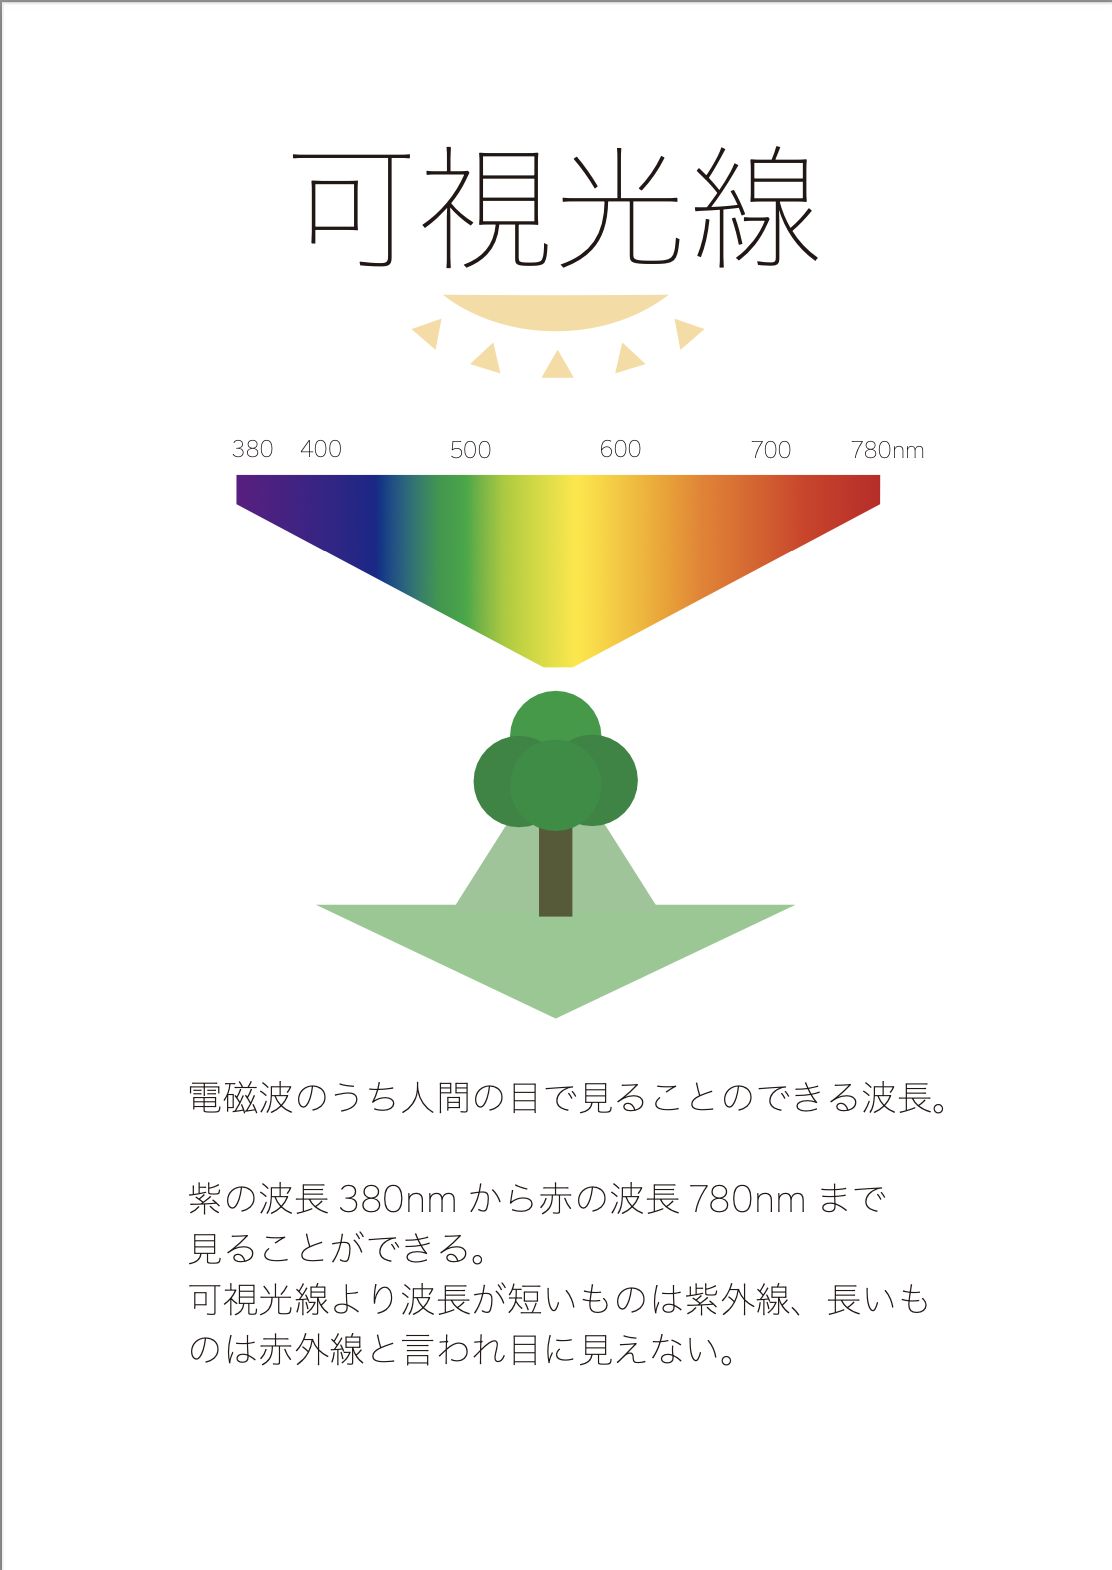 可視光線
380 400 500 600 700 780nm
電磁波のうち人間の目で見ることのできる波長。
紫の波長 380nm から赤の波長 780nm まで
見ることができる。
可視光線より波長が短いものは紫外線、長いも
のは赤外線と言われ目に見えない。